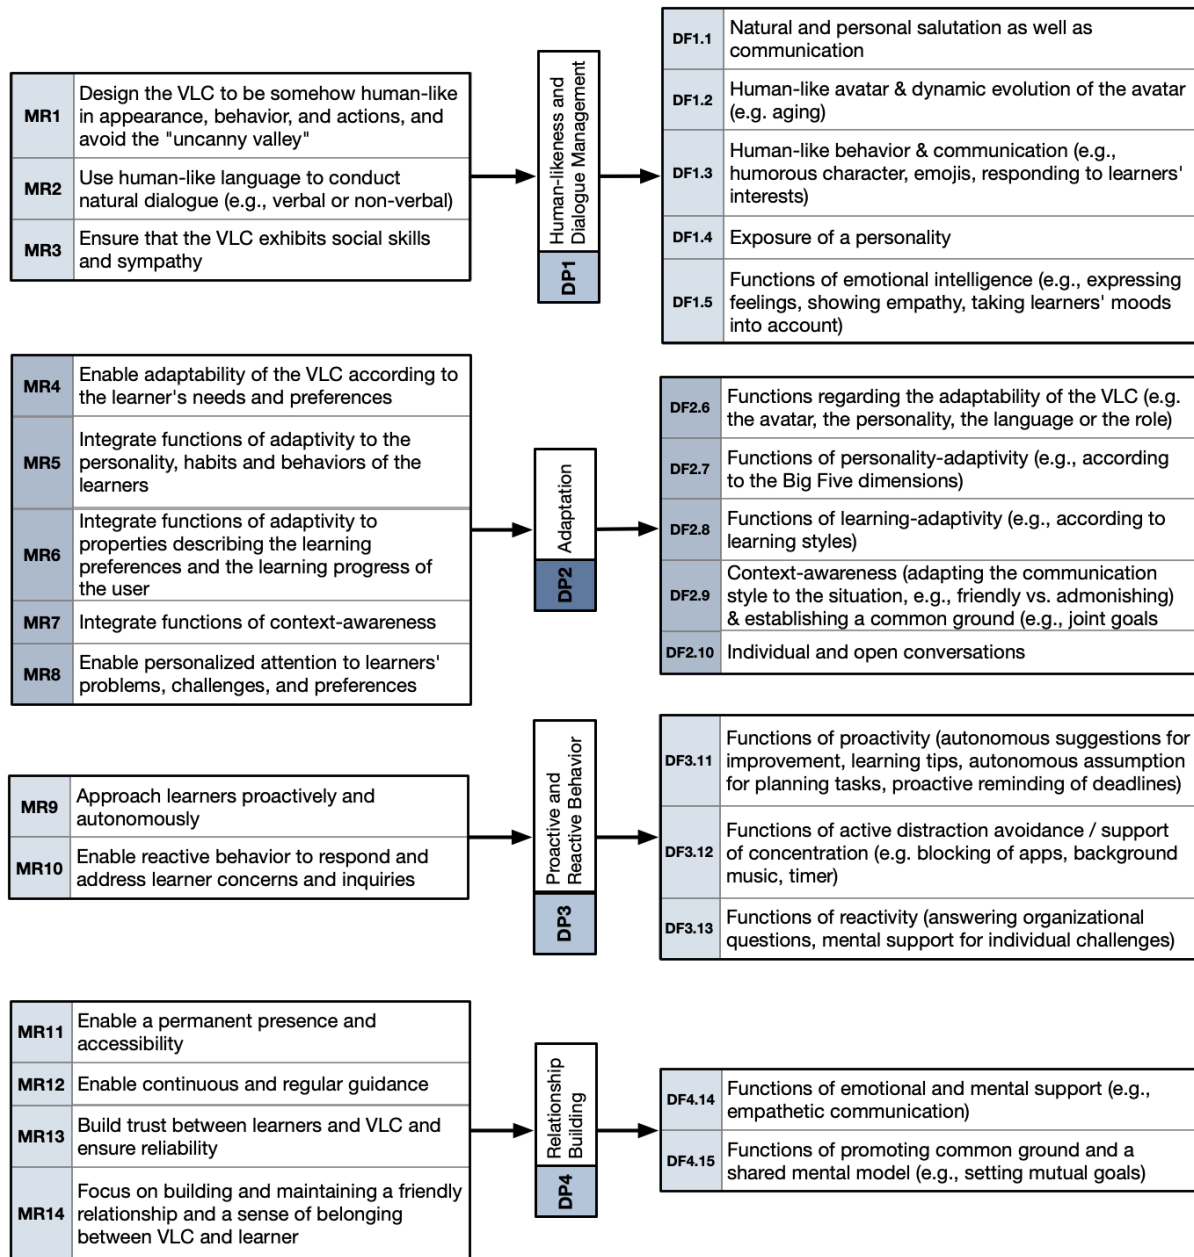 MR1
Design the VLC to be somehow human-like
in appearance, behavior, and actions, and
avoid the "uncanny valley"
MR2
Use human-like language to conduct
natural dialogue (e.g., verbal or non-verbal)
MR3
Ensure that the VLC exhibits social skills
and sympathy
DP1
Human-likeness and
Dialogue Management
DF1.1
Natural and personal salutation as well as
communication
DF1.2
Human-like avatar & dynamic evolution of the avatar
(e.g. aging)
DF1.3
Human-like behavior & communication (e.g.,
humorous character, emojis, responding to learners'
interests)
DF1.4
Exposure of a personality
DF1.5
Functions of emotional intelligence (e.g., expressing
feelings, showing empathy, taking learners' moods
into account)
MR4
Enable adaptability of the VLC according to
the learner's needs and preferences
MR5
Integrate functions of adaptivity to the
personality, habits and behaviors of the
learners
MR6
Integrate functions of adaptivity to
properties describing the learning
preferences and the learning progress of
the user
MR7
Integrate functions of context-awareness
MR8
Enable personalized attention to learners'
problems, challenges, and preferences
DP2
Adaptation
DF2.6
Functions regarding the adaptability of the VLC (e.g.
the avatar, the personality, the language or the role)
DF2.7
Functions of personality-adaptivity (e.g., according
to the Big Five dimensions)
DF2.8
Functions of learning-adaptivity (e.g., according to
learning styles)
DF2.9
Context-awareness (adapting the communication
style to the situation, e.g., friendly vs. admonishing)
& establishing a common ground (e.g., joint goals
DF2.10
Individual and open conversations
MR9
Approach learners proactively and
autonomously
MR10
Enable reactive behavior to respond and
address learner concerns and inquiries
DP3
Proactive and
Reactive Behavior
DF3.11
Functions of proactivity (autonomous suggestions for
improvement, learning tips, autonomous assumption
for planning tasks, proactive reminding of deadlines)
DF3.12
Functions of active distraction avoidance / support
of concentration (e.g. blocking of apps, background
music, timer)
DF3.13
Functions of reactivity (answering organizational
questions, mental support for individual challenges)
MR11
Enable a permanent presence and
accessibility
MR12
Enable continuous and regular guidance
MR13
Build trust between learners and VLC and
ensure reliability
MR14
Focus on building and maintaining a friendly
relationship and a sense of belonging
between VLC and learner
DP4
Relationship
Building
DF4.14
Functions of emotional and mental support (e.g.,
empathetic communication)
DF4.15
Functions of promoting common ground and a
shared mental model (e.g., setting mutual goals)